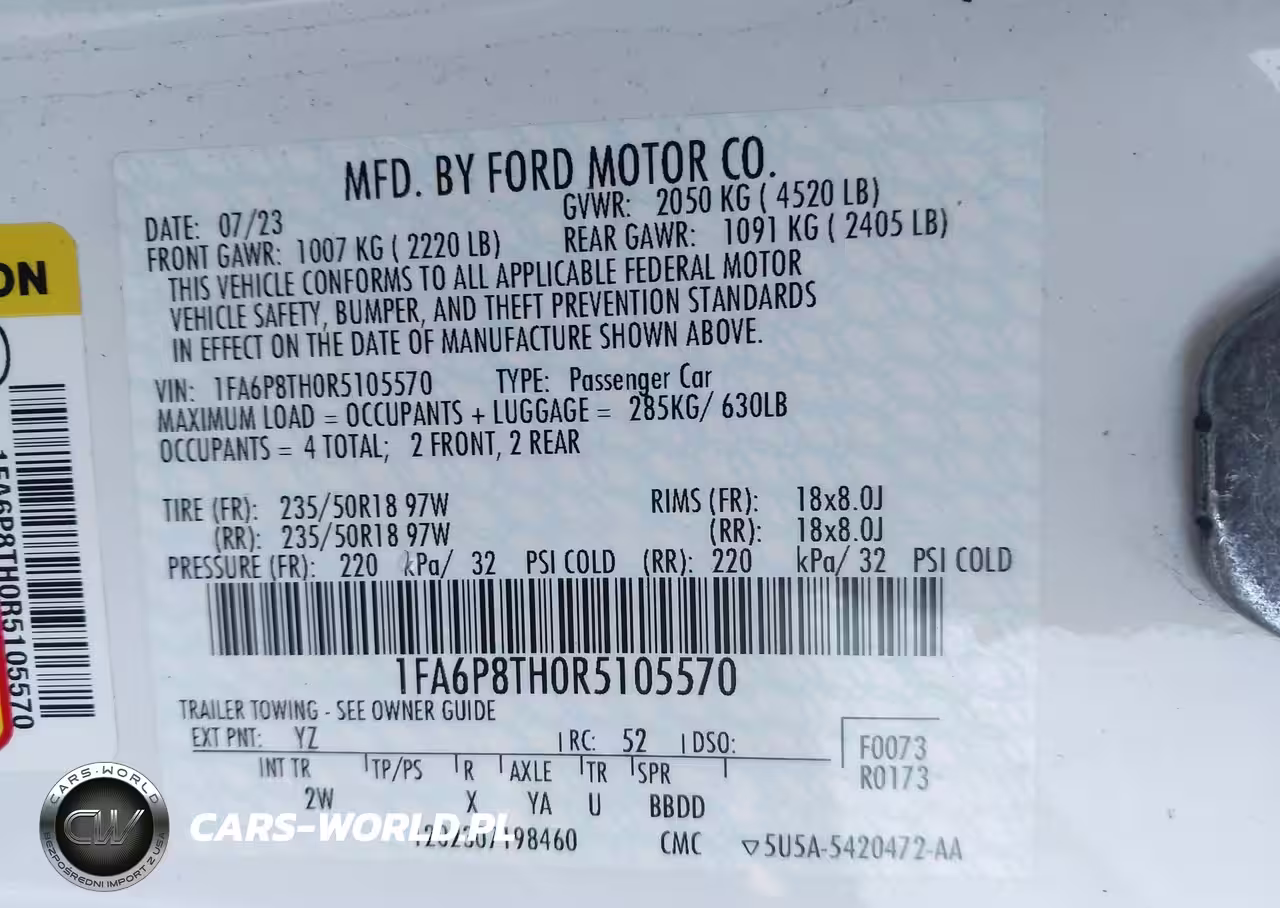 MFD. BY FORD MOTOR CO.
DATE: 07/23 GVWR: 2050 KG ( 4520 LB)
FRONT GAWR: 1007 KG ( 2220 LB) REAR GAWR: 1091 KG ( 2405 LB)
THIS VEHICLE CONFORMS TO ALL APPLICABLE FEDERAL MOTOR
VEHICLE SAFETY, BUMPER, AND THEFT PREVENTION STANDARDS
IN EFFECT ON THE DATE OF MANUFACTURE SHOWN ABOVE.
VIN: 1FA6P8TH0R5105570 TYPE: Passenger Car
MAXIMUM LOAD = OCCUPANTS + LUGGAGE = 285KG/ 630LB
OCCUPANTS = 4 TOTAL; 2 FRONT, 2 REAR
TIRE (FR): 235/50R18 97W RIMS (FR): 18x8.0J
(RR): 235/50R18 97W (RR): 18x8.0J
PRESSURE (FR): 220 kPa/ 32 PSI COLD (RR): 220 kPa/ 32 PSI COLD
1FA6P8TH0R5105570
TRAILER TOWING - SEE OWNER GUIDE
EXT PNT: YZ RC: 52 DSO: F0073
R0173
INT TR TP/PS R AXLE TR SPR
2W X YA U BBDD
CMC ▽5U5A-5420472-AA
ON
1FA6P8TH0R5105570
CARS-WORLD
CW
BEZPOŚREDNI IMPORT Z USA
CARS-WORLD.PL